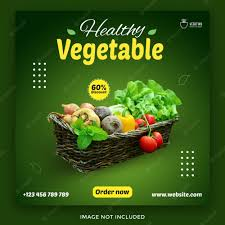 Healthy
Vegetable
60%
Discount
+123 456 789 789
Order now
www.website.com
IMAGE NOT INCLUDED